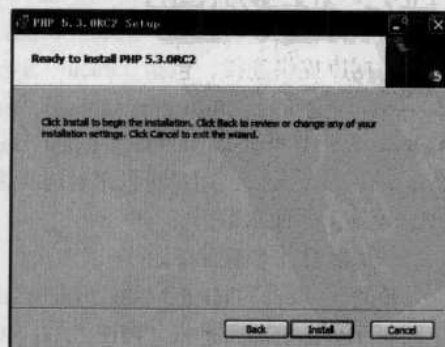 PHP 5.3.0RC2 Setup
Ready to install PHP 5.3.0RC2
Click Install to begin the installation. Click Back to review or change any of your
installation settings. Click Cancel to exit the wizard.
Back Install Cancel